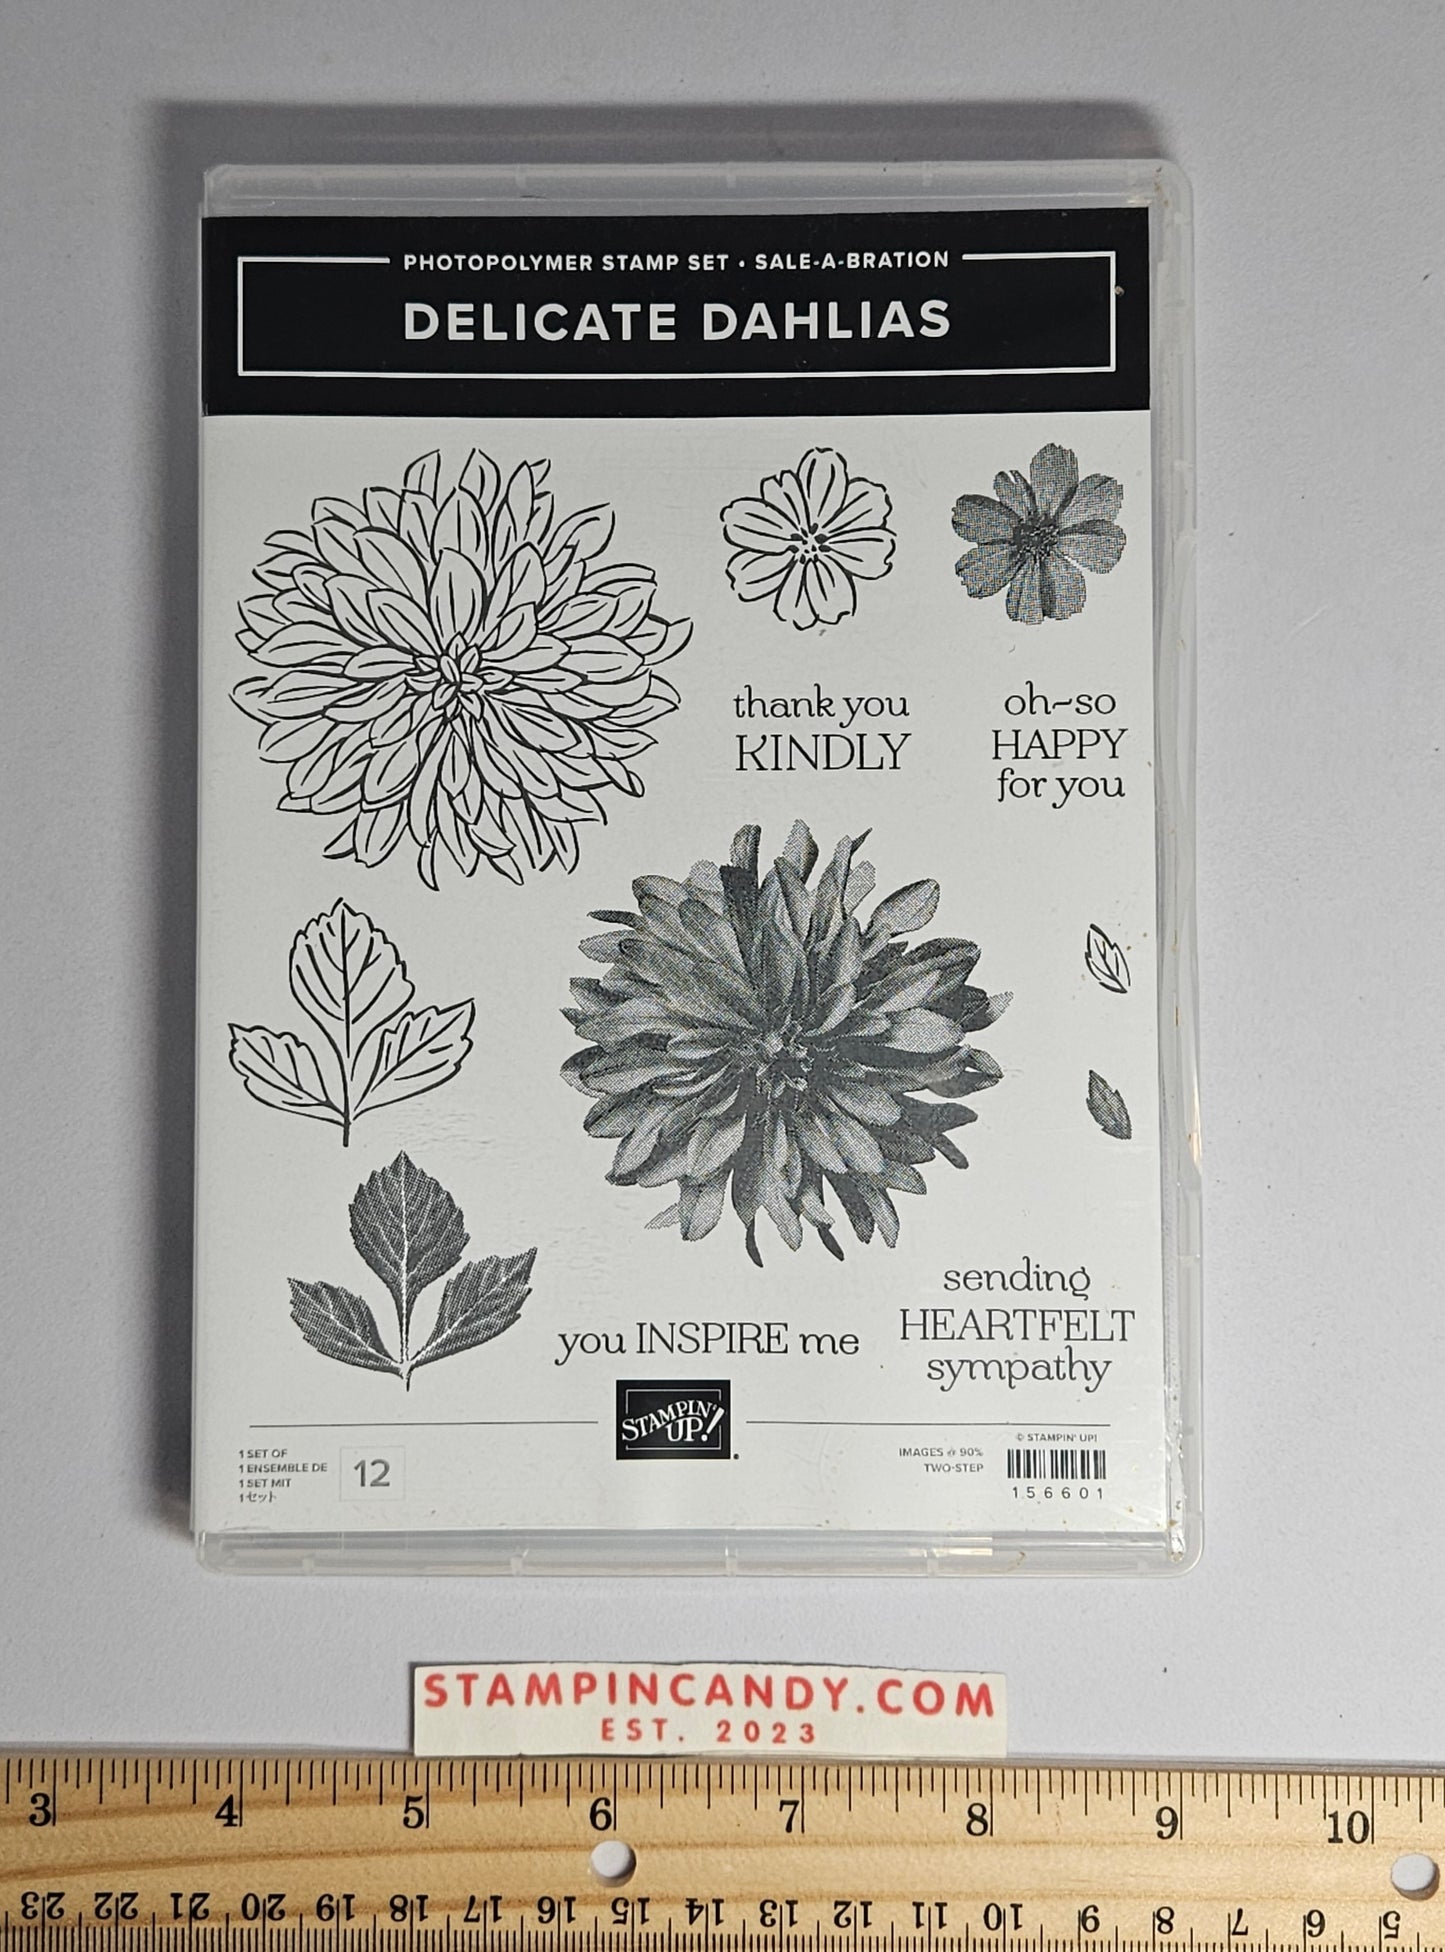 PHOTOPOLYMER STAMP SET • SALE-A-BRATION
DELICATE DAHLIAS
thank you
KINDLY
oh~so
HAPPY
for you
you INSPIRE me
sending
HEARTFELT
sympathy
STAMPIN'
UP!
1 SET OF
1 ENSEMBLE DE
1 SET MIT
1セット
12
IMAGES @ 90%
TWO-STEP
© STAMPIN' UP!
156601
STAMPINCANDY.COM
EST. 2023
3 4 5 6 7 8 9 10
23 22 21 20 19 18 17 16 15 14 13 12 11 10 9 8 7 6 5